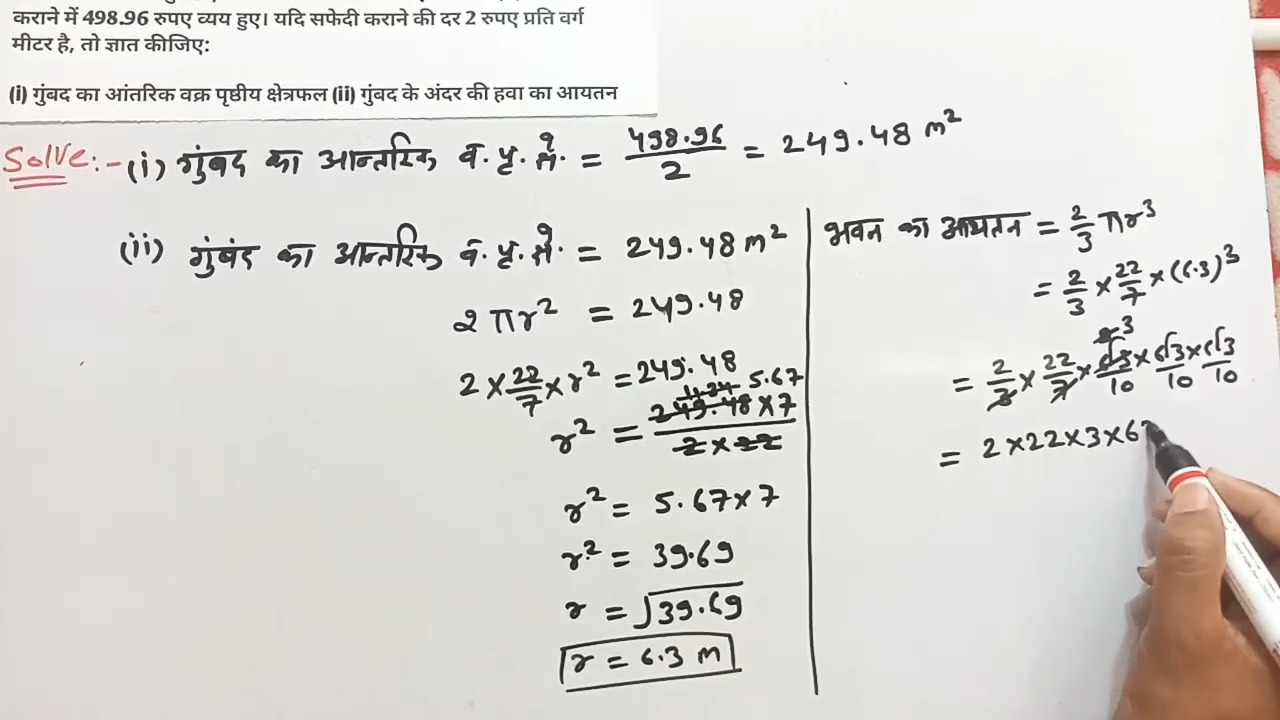 कराने में 498.96 रुपए व्यय हुए। यदि सफेदी कराने की दर 2 रुपए प्रति वर्ग
मीटर है, तो ज्ञात कीजिए:
(i) गुंबद का आंतरिक वक्र पृष्ठीय क्षेत्रफल (ii) गुंबद के अंदर की हवा का आयतन
Solve:- (i) गुंबद का आन्तरिक व. पृ. क्षे. = 498.96/2 = 249.48 m²
(ii) गुंबंद का आन्तरिक व. पृ. क्षे. = 249.48 m²
2πr² = 249.48
2 × 22/7 × r² = 249.48
r² = 249.48 × 7 / 2 × 22 11.34 5.67
r² = 5.67 × 7
r² = 39.69
r = √39.69
r = 6.3 m
भवन का आयतन = 2/3 πr³
= 2/3 × 22/7 × (6.3)³
= 2/3 × 22/7 × 63/10 × 63/10 × 63/10
= 2 × 22 × 3 × 6